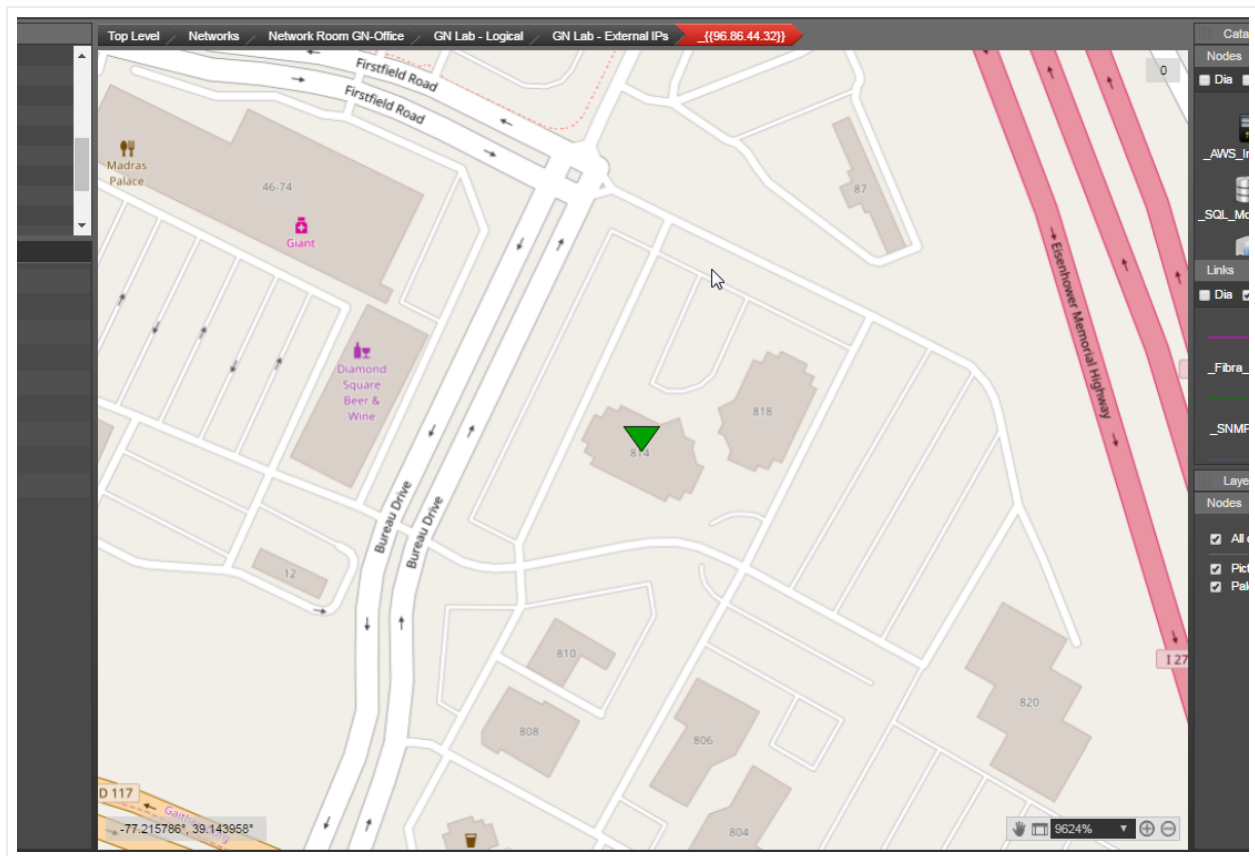 Top Level
Networks
Network Room GN-Office
GN Lab - Logical
GN Lab - External IPs
_{{96.86.44.32}}
Cata
Nodes
Dia
_AWS_In
_SQL_Mo
Links
Dia
_Fibra_
_SNMP
Laye
Nodes
All
Pict
Pal
0
Firstfield Road
Firstfield Road
Madras
Palace
46-74
Giant
87
Eisenhower Memorial Highway
Diamond
Square
Beer &
Wine
818
814
Bureau Drive
Bureau Drive
12
810
I 27
808
806
820
D 117
804
-77.215786°, 39.143958°
9624%